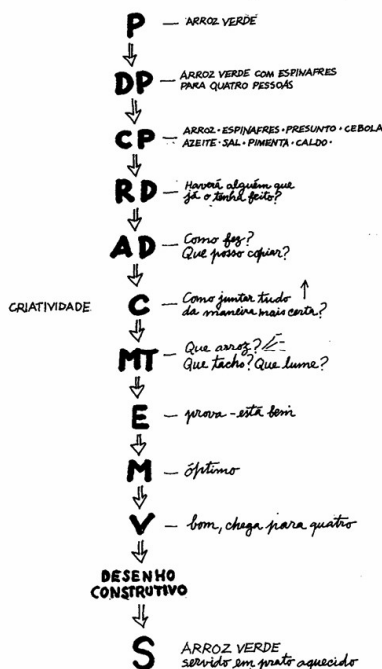 P — ARROZ VERDE
DP — ARROZ VERDE COM ESPINAFRES
PARA QUATRO PESSOAS
CP — ARROZ · ESPINAFRES · PRESUNTO · CEBOLA
AZEITE · SAL · PIMENTA · CALDO ·
RD — Haverá alguém que
já o tenha feito?
AD — Como fez?
Que posso copiar?
CRIATIVIDADE C — Como juntar tudo
da maneira mais certa?
MT — Que arroz?
Que tacho? Que lume?
E — prova – está bem
M — óptimo
V — bom, chega para quatro
DESENHO
CONSTRUTIVO
S ARROZ VERDE
servido em prato aquecido